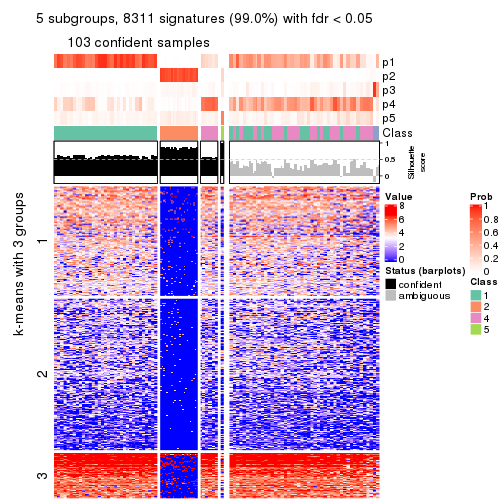 5 subgroups, 8311 signatures (99.0%) with fdr < 0.05
103 confident samples
p1
p2
p3
p4
p5
Class
1
0.5
0
Silhouette
score
k-means with 3 groups
1
2
3
Value
8
6
4
2
0
Status (barplots)
confident
ambiguous
Prob
1
0.8
0.6
0.4
0.2
0
Class
1
2
4
5